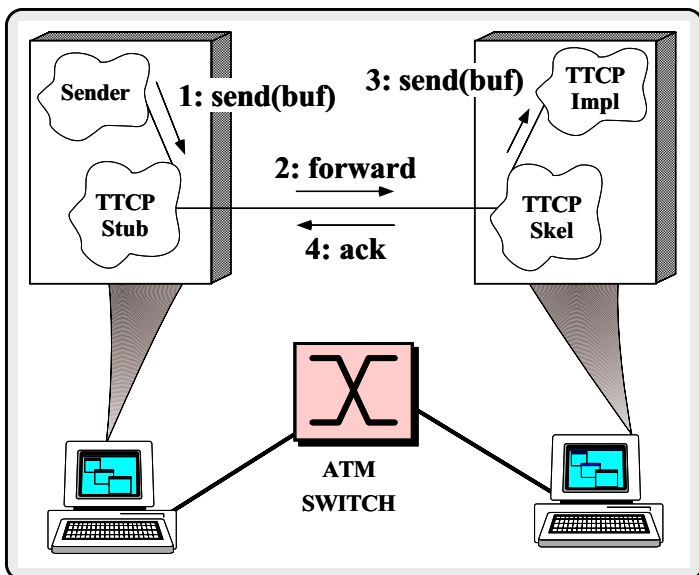 Sender
1: send(buf)
TTCP
Stub
2: forward
4: ack
3: send(buf)
TTCP
Impl
TTCP
Skel
ATM
SWITCH